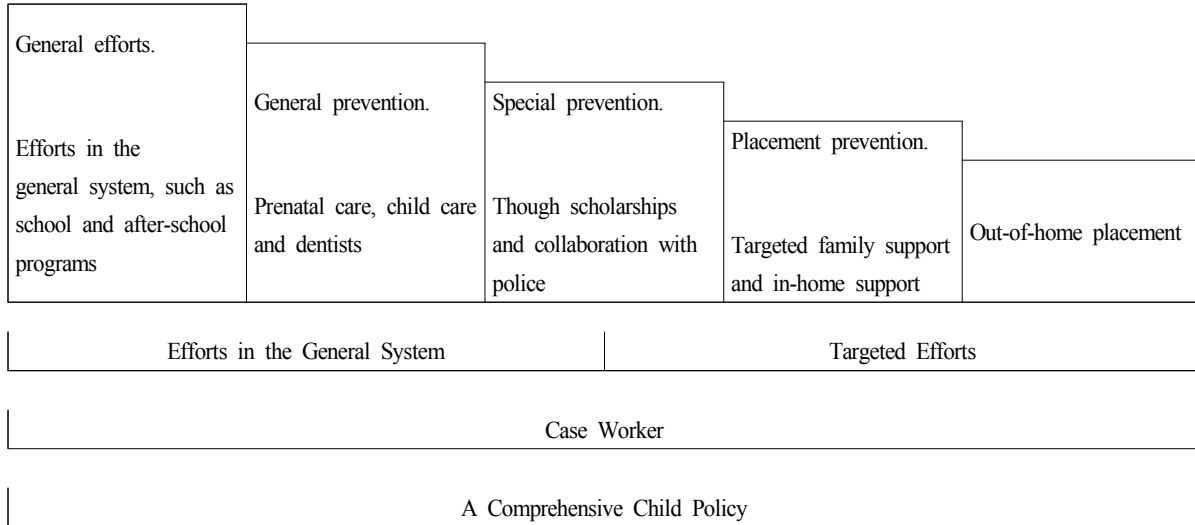 General efforts.
Efforts in the
general system, such as
school and after-school
programs
General prevention.
Prenatal care, child care
and dentists
Special prevention.
Though scholarships
and collaboration with
police
Placement prevention.
Targeted family support
and in-home support
Out-of-home placement
Efforts in the General System
Targeted Efforts
Case Worker
A Comprehensive Child Policy